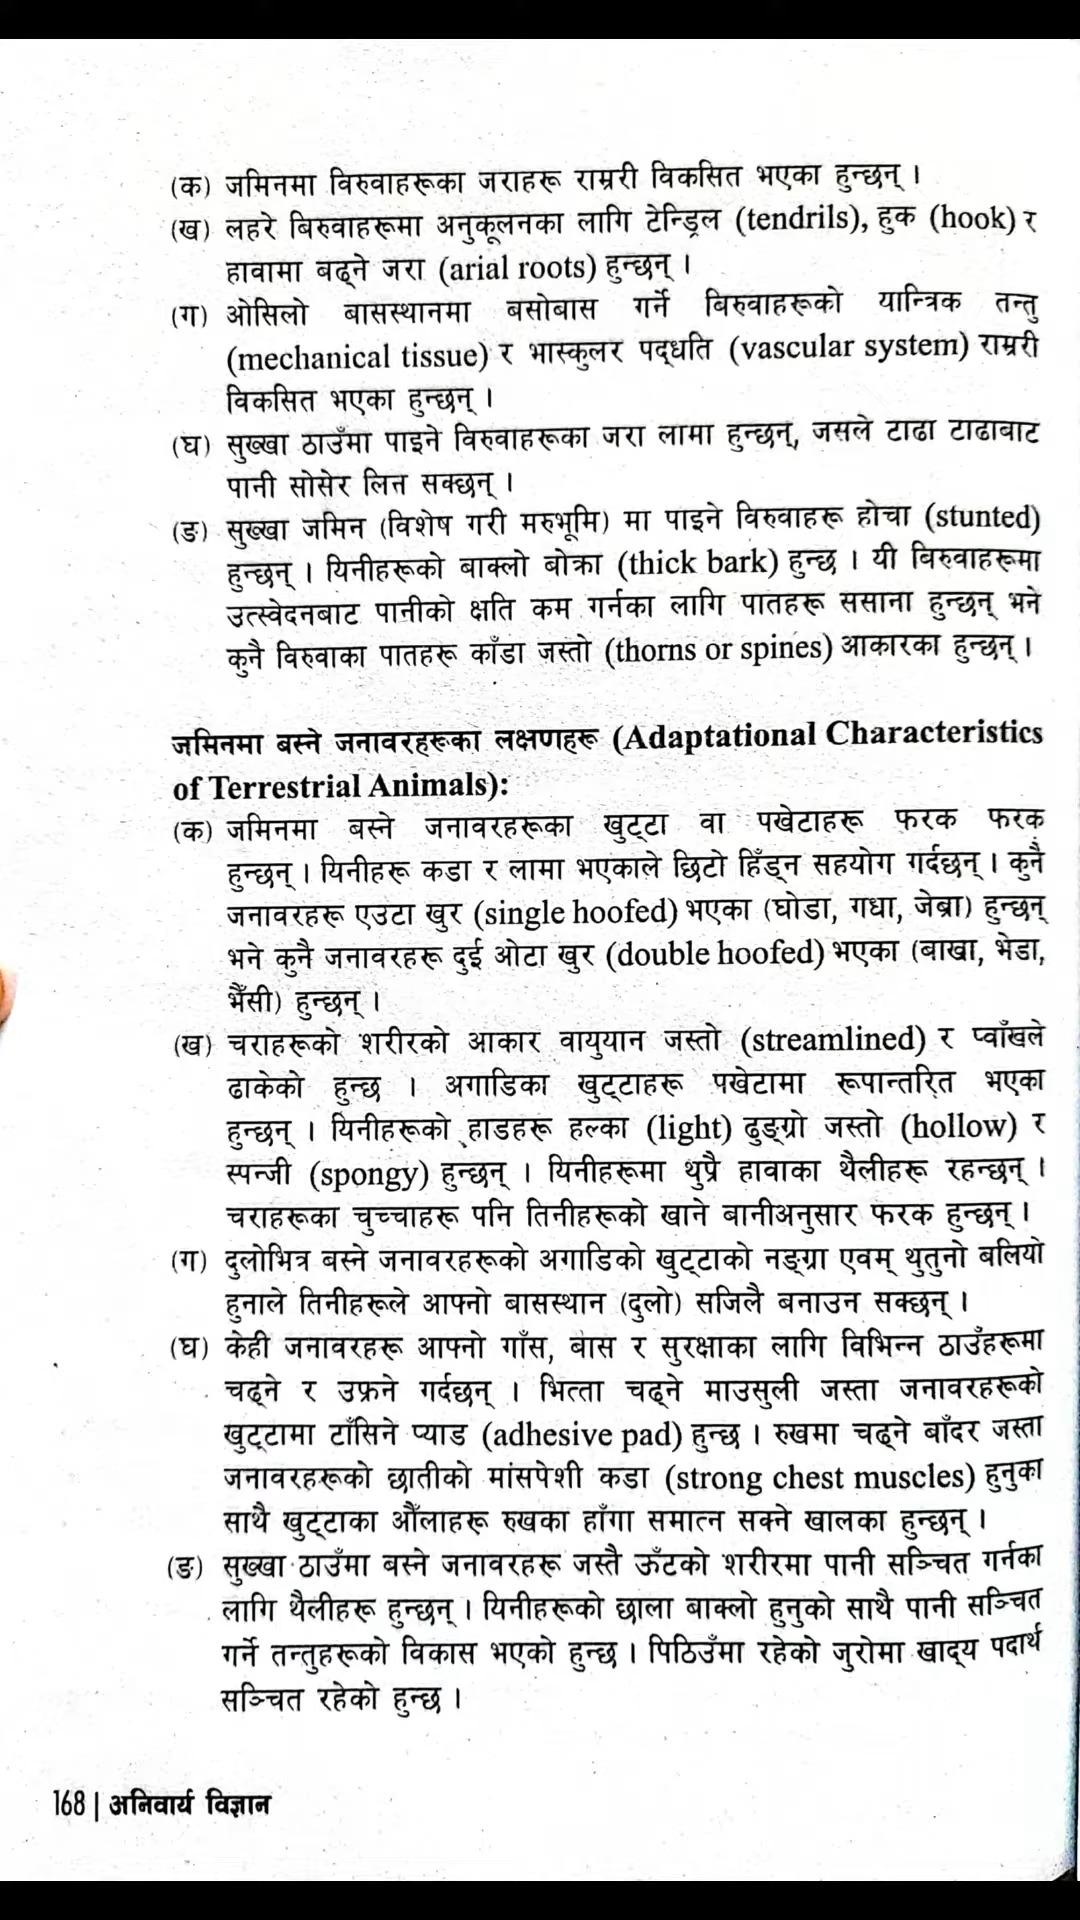 (क) जमिनमा विरुवाहरूका जराहरू राम्ररी विकसित भएका हुन्छन् ।
(ख) लहरे बिरुवाहरूमा अनुकूलनका लागि टेन्ड्रिल (tendrils), हुक (hook) र
हावामा बढ्ने जरा (arial roots) हुन्छन् ।
(ग) ओसिलो बासस्थानमा बसोबास गर्ने बिरुवाहरूको यान्त्रिक तन्तु
(mechanical tissue) र भास्कुलर पद्धति (vascular system) राम्ररी
विकसित भएका हुन्छन् ।
(घ) सुख्खा ठाउँमा पाइने विरुवाहरूका जरा लामा हुन्छन्, जसले टाढा टाढाबाट
पानी सोसेर लिन सक्छन् ।
(ङ) सुख्खा जमिन (विशेष गरी मरुभूमि) मा पाइने विरुवाहरू होचा (stunted)
हुन्छन् । यिनीहरूको बाक्लो बोक्रा (thick bark) हुन्छ । यी विरुवाहरूमा
उत्स्वेदनबाट पानीको क्षति कम गर्नका लागि पातहरू ससाना हुन्छन् भने
कुनै विरुवाका पातहरू काँडा जस्तो (thorns or spines) आकारका हुन्छन् ।
जमिनमा बस्ने जनावरहरूका लक्षणहरू (Adaptational Characteristics
of Terrestrial Animals):
(क) जमिनमा बस्ने जनावरहरूका खुट्टा वा पखेटाहरू फरक फरक
हुन्छन् । यिनीहरू कडा र लामा भएकाले छिटो हिँड्न सहयोग गर्दछन् । कुनै
जनावरहरू एउटा खुर (single hoofed) भएका (घोडा, गधा, जेब्रा) हुन्छन्
भने कुनै जनावरहरू दुई ओटा खुर (double hoofed) भएका (बाखा, भेडा,
भैंसी) हुन्छन् ।
(ख) चराहरूको शरीरको आकार वायुयान जस्तो (streamlined) र प्वाँखले
ढाकेको हुन्छ । अगाडिका खुट्टाहरू पखेटामा रूपान्तरित भएका
हुन्छन् । यिनीहरूको हाडहरू हल्का (light) ढुङ्ग्रो जस्तो (hollow) र
स्पन्जी (spongy) हुन्छन् । यिनीहरूमा थुप्रै हावाका थैलीहरू रहन्छन् ।
चराहरूका चुच्चाहरू पनि तिनीहरूको खाने बानीअनुसार फरक हुन्छन् ।
(ग) दुलोभित्र बस्ने जनावरहरूको अगाडिको खुट्टाको नङ्ग्रा एवम् थुतुनो बलियो
हुनाले तिनीहरूले आफ्नो बासस्थान (दुलो) सजिलै बनाउन सक्छन् ।
(घ) केही जनावरहरू आफ्नो गाँस, बास र सुरक्षाका लागि विभिन्न ठाउँहरूमा
चढ्ने र उफ्रने गर्दछन् । भित्ता चढ्ने माउसुली जस्ता जनावरहरूको
खुट्टामा टाँसिने प्याड (adhesive pad) हुन्छ । रुखमा चढ्ने बाँदर जस्ता
जनावरहरूको छातीको मांसपेशी कडा (strong chest muscles) हुनुका
साथै खुट्टाका औँलाहरू रुखका हाँगा समात्न सक्ने खालका हुन्छन् ।
(ङ) सुख्खा ठाउँमा बस्ने जनावरहरू जस्तै ऊँटको शरीरमा पानी सञ्चित गर्नका
लागि थैलीहरू हुन्छन् । यिनीहरूको छाला बाक्लो हुनुको साथै पानी सञ्चित
गर्ने तन्तुहरूको विकास भएको हुन्छ । पिठिउँमा रहेको जुरोमा खाद्य पदार्थ
सञ्चित रहेको हुन्छ ।
168 | अनिवार्य विज्ञान